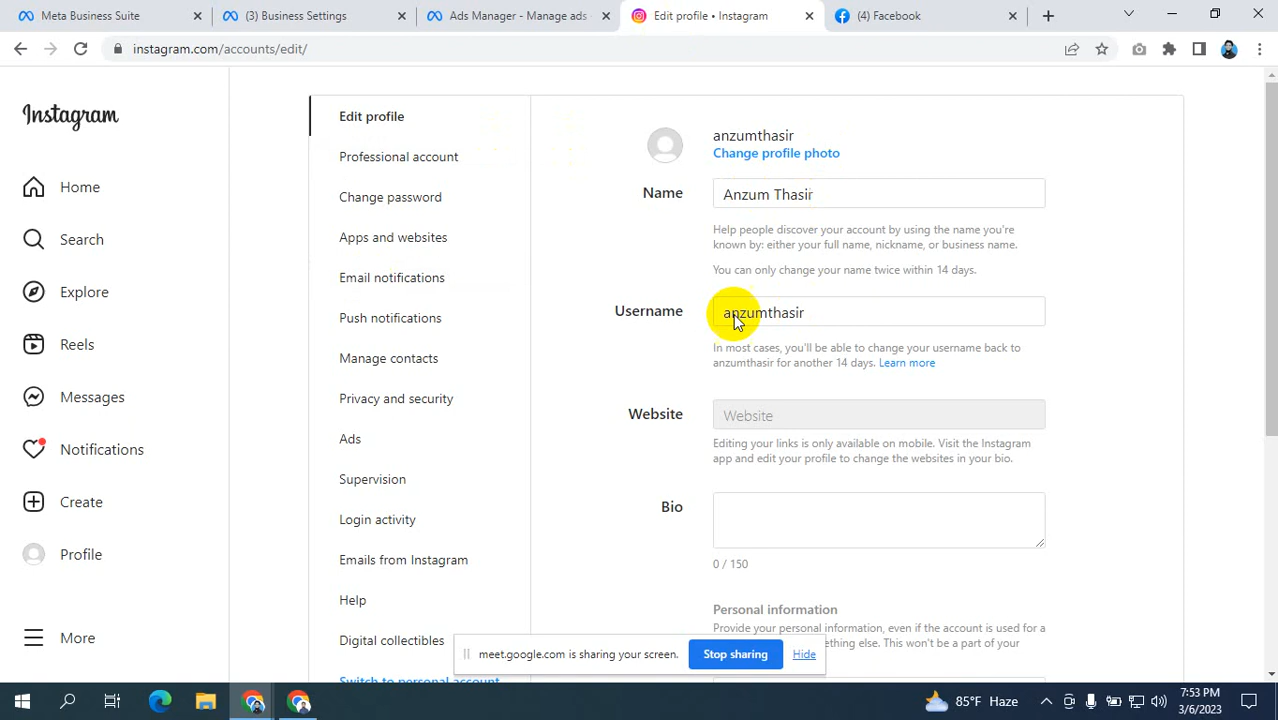 Meta Business Suite
(3) Business Settings
Ads Manager - Manage ads
Edit profile • Instagram
(4) Facebook
instagram.com/accounts/edit/
Instagram
Home
Search
Explore
Reels
Messages
Notifications
Create
Profile
More
Edit profile
Professional account
Change password
Apps and websites
Email notifications
Push notifications
Manage contacts
Privacy and security
Ads
Supervision
Login activity
Emails from Instagram
Help
Digital collectibles
Switch to personal account
anzumthasir
Change profile photo
Name
Anzum Thasir
Help people discover your account by using the name you're
known by: either your full name, nickname, or business name.
You can only change your name twice within 14 days.
Username
anzumthasir
In most cases, you'll be able to change your username back to
anzumthasir for another 14 days. Learn more
Website
Website
Editing your links is only available on mobile. Visit the Instagram
app and edit your profile to change the websites in your bio.
Bio
0 / 150
Personal information
Provide your personal information, even if the account is used for a
thing else. This won't be a part of your
meet.google.com is sharing your screen.
Stop sharing
Hide
85°F Haze
7:53 PM
3/6/2023